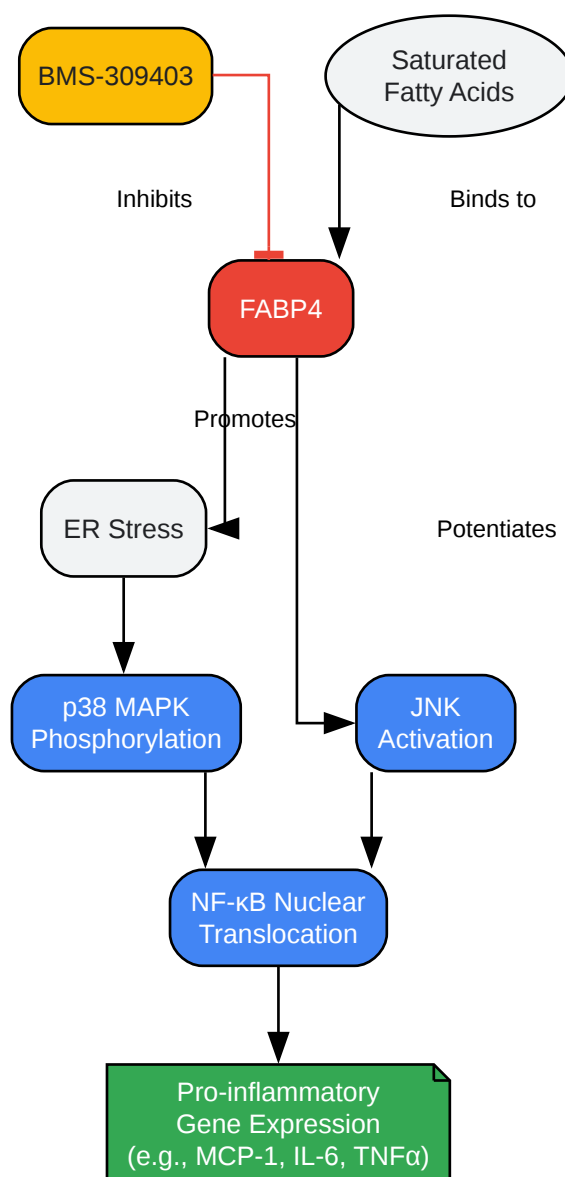 BMS-309403
Saturated
Fatty Acids
Inhibits
Binds to
FABP4
Promotes
ER Stress
Potentiates
p38 MAPK
Phosphorylation
JNK
Activation
NF-κB Nuclear
Translocation
Pro-inflammatory
Gene Expression
(e.g., MCP-1, IL-6, TNFα)